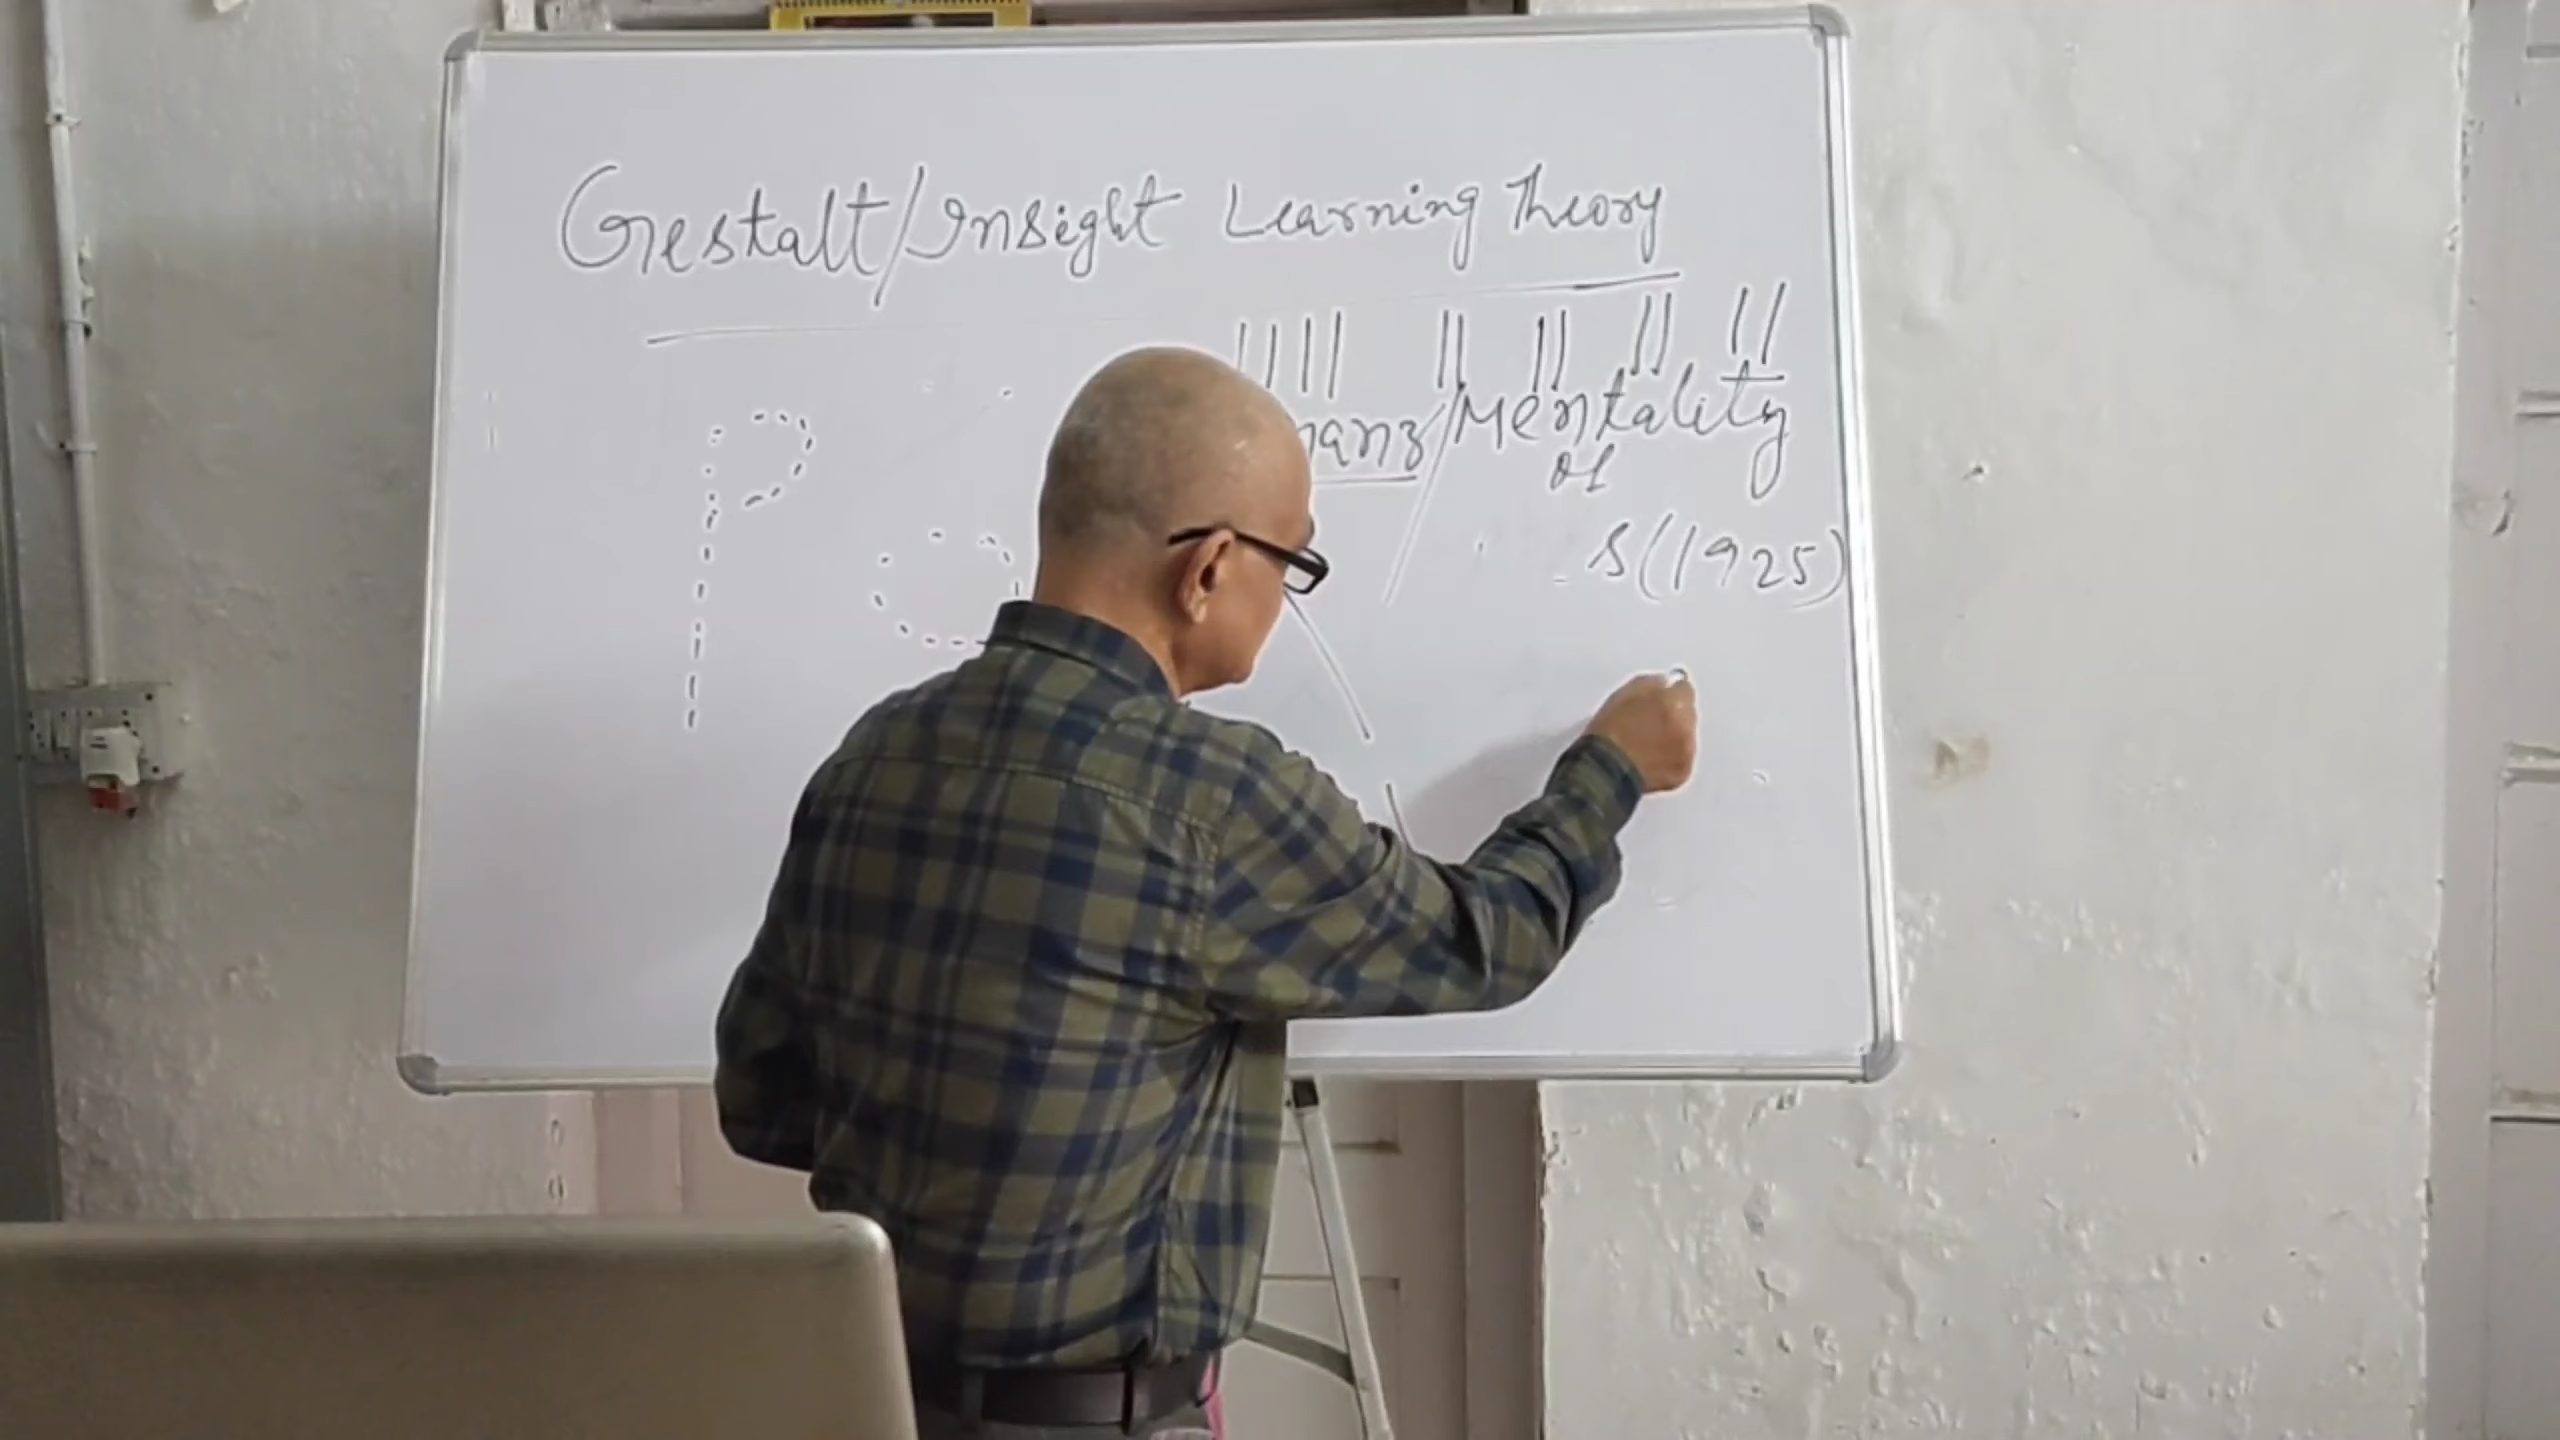 Gestalt/Insight Learning Theory
P
/Mentality
of
s(1925)